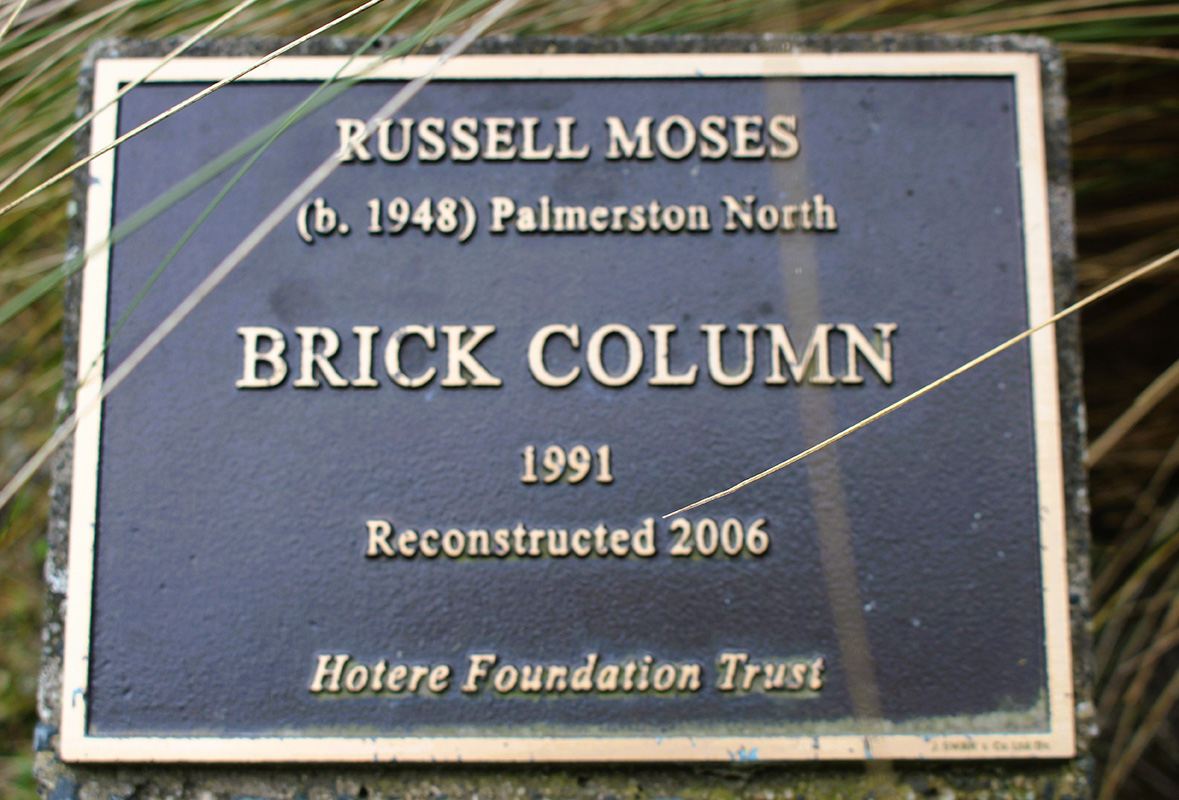 RUSSELL MOSES
(b. 1948) Palmerston North
BRICK COLUMN
1991
Reconstructed 2006
Hotere Foundation Trust